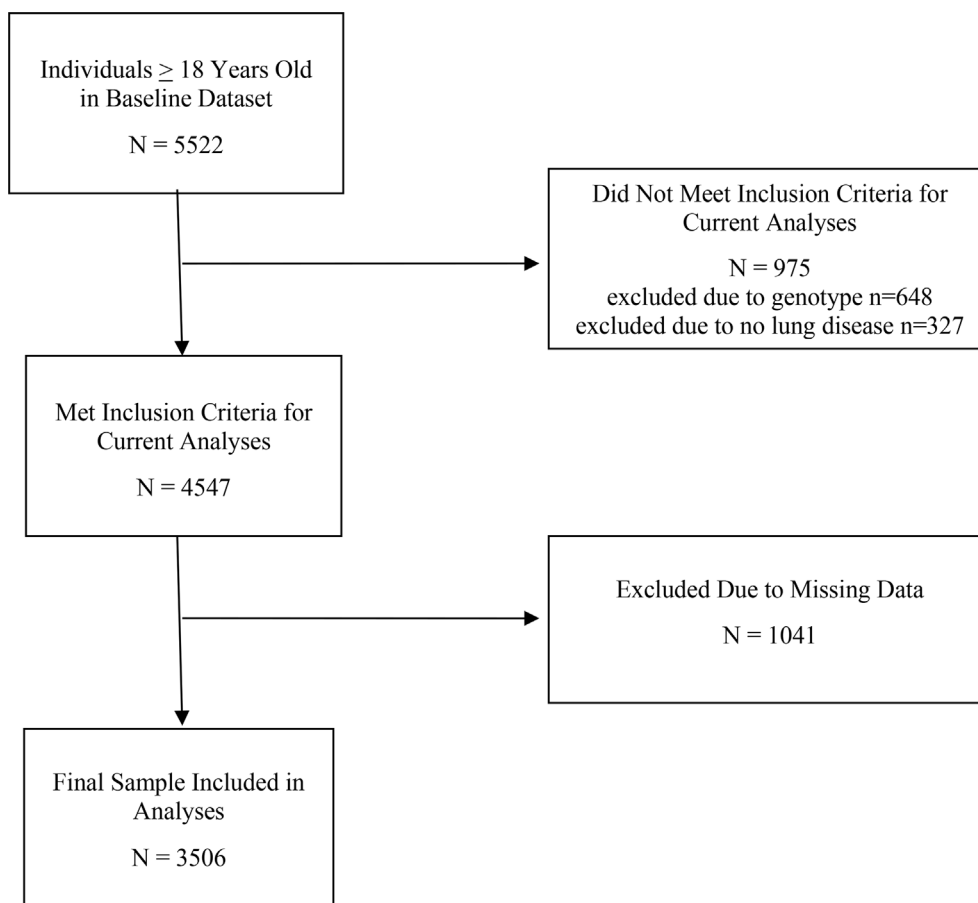 Individuals ≥ 18 Years Old
in Baseline Dataset
N = 5522
Did Not Meet Inclusion Criteria for
Current Analyses
N = 975
excluded due to genotype n=648
excluded due to no lung disease n=327
Met Inclusion Criteria for
Current Analyses
N = 4547
Excluded Due to Missing Data
N = 1041
Final Sample Included in
Analyses
N = 3506